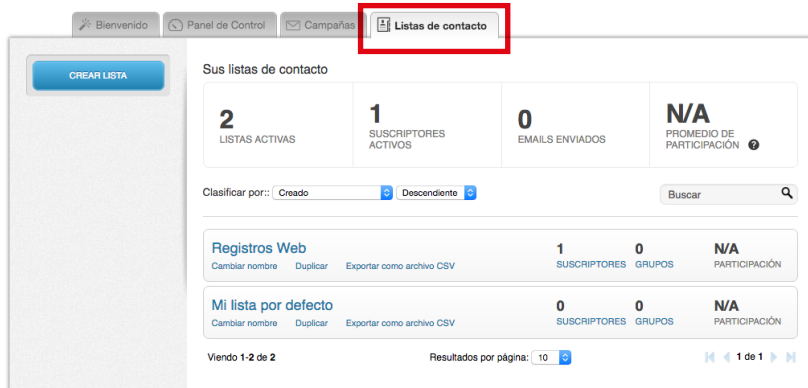 Bienvenido Panel de Control Campañas Listas de contacto
CREAR LISTA
Sus listas de contacto
2 1 0 N/A
LISTAS ACTIVAS SUSCRIPTORES ACTIVOS EMAILS ENVIADOS PROMEDIO DE PARTICIPACIÓN ?
Clasificar por:: Creado Descendiente Buscar
Registros Web 1 0 N/A
Cambiar nombre Duplicar Exportar como archivo CSV SUSCRIPTORES GRUPOS PARTICIPACIÓN
Mi lista por defecto 0 0 N/A
Cambiar nombre Duplicar Exportar como archivo CSV SUSCRIPTORES GRUPOS PARTICIPACIÓN
Viendo 1-2 de 2 Resultados por página: 10 1 de 1